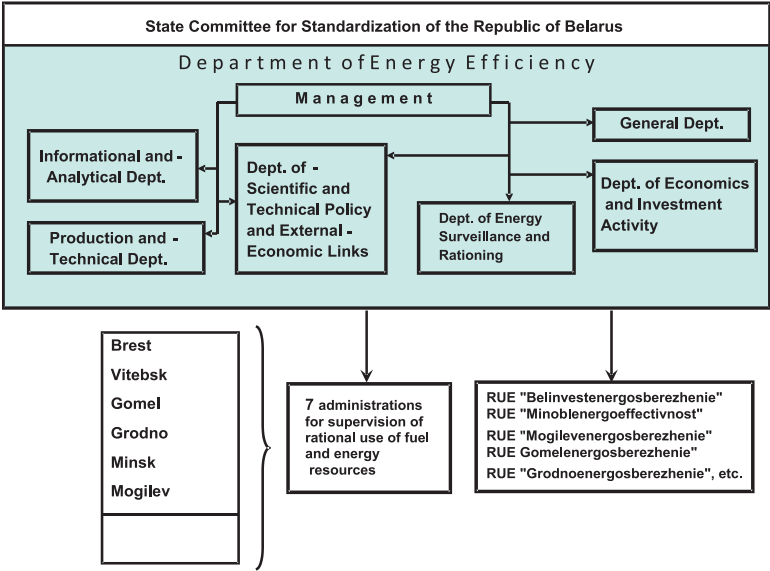 State Committee for Standardization of the Republic of Belarus
Department of Energy Efficiency
Management
General Dept.
Informational and -
Analytical Dept.
Dept. of -
Scientific and
Technical Policy
and External -
Economic Links
Dept. of Economics
and Investment
Activity
Production and -
Technical Dept.
Dept. of Energy
Surveillance and
Rationing
Brest
Vitebsk
Gomel
Grodno
Minsk
Mogilev
7 administrations
for supervision of
rational use of fuel
and energy
resources
RUE "Belinvestenergosberezhenie"
RUE "Minoblenergoeffectivnost"
RUE "Mogilevenergosberezhenie"
RUE Gomelenergosberezhenie"
RUE "Grodnoenergosberezhenie", etc.